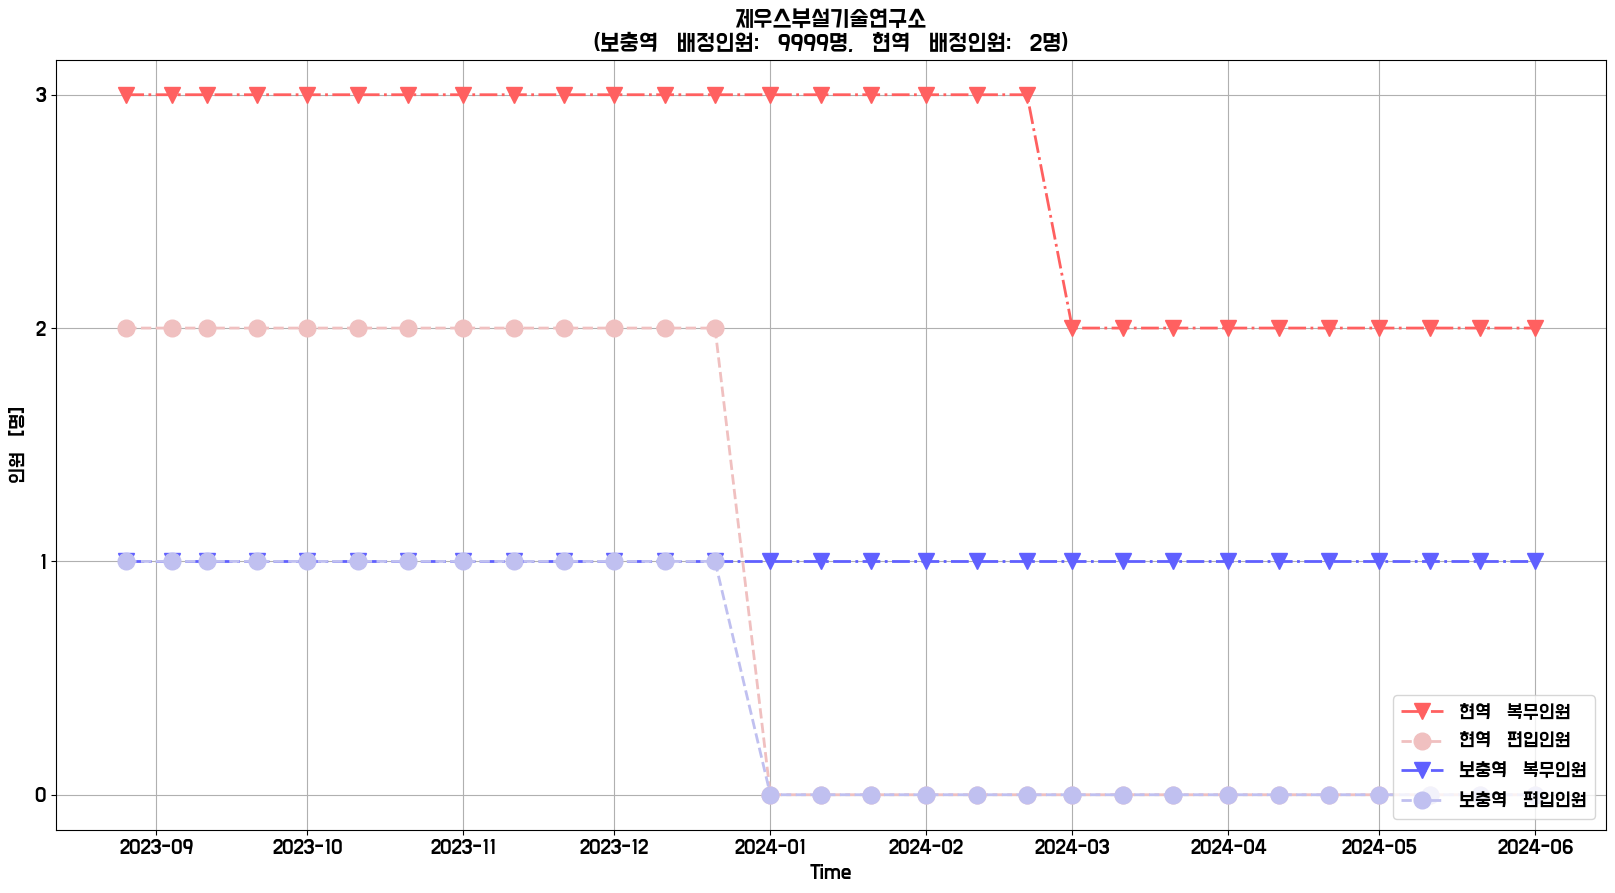 제우스부설기술연구소
(보충역 배정인원: 9999명, 현역 배정인원: 2명)
3
2
1
0
인원 [명]
2023-09 2023-10 2023-11 2023-12 2024-01 2024-02 2024-03 2024-04 2024-05 2024-06
Time
현역 복무인원
현역 편입인원
보충역 복무인원
보충역 편입인원